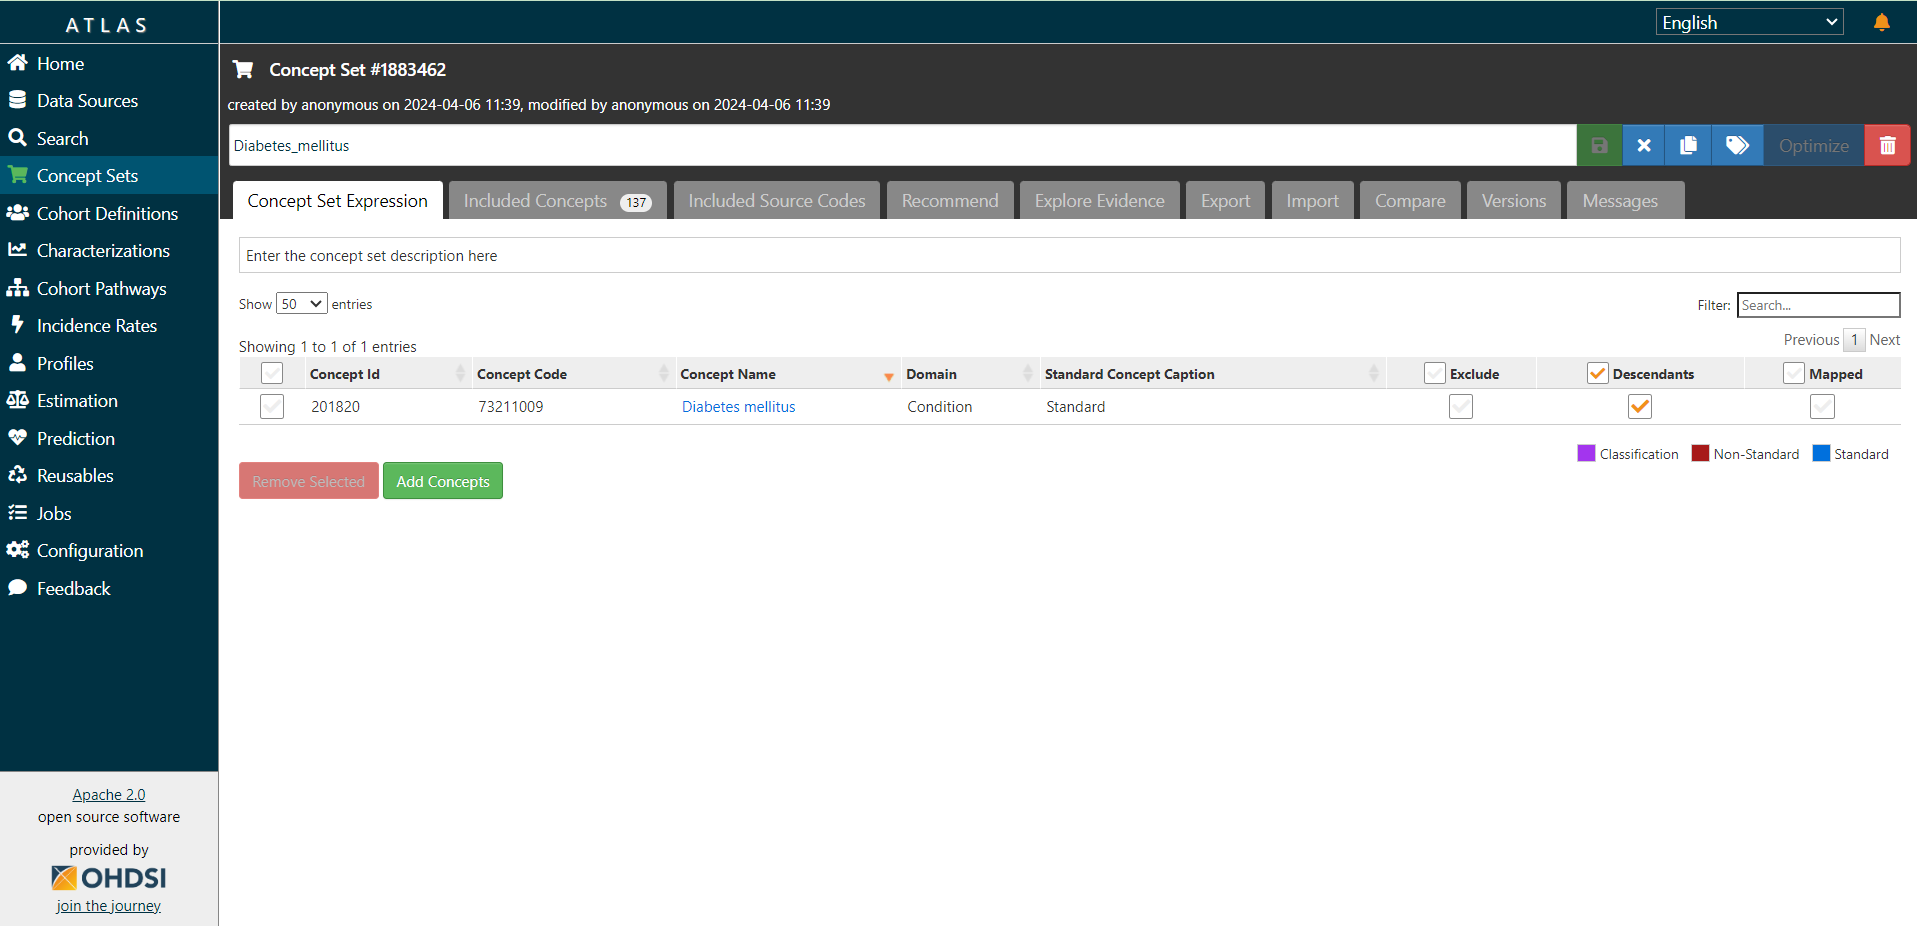 ATLAS
English
Home
Data Sources
Search
Concept Sets
Cohort Definitions
Characterizations
Cohort Pathways
Incidence Rates
Profiles
Estimation
Prediction
Reusables
Jobs
Configuration
Feedback
Apache 2.0
open source software
provided by
OHDSI
join the journey
Concept Set #1883462
created by anonymous on 2024-04-06 11:39, modified by anonymous on 2024-04-06 11:39
Diabetes_mellitus
Optimize
Concept Set Expression Included Concepts 137 Included Source Codes Recommend Explore Evidence Export Import Compare Versions Messages
Enter the concept set description here
Show 50 entries
Filter: Search...
Showing 1 to 1 of 1 entries
Previous 1 Next
Concept Id Concept Code Concept Name Domain Standard Concept Caption Exclude Descendants Mapped
201820 73211009 Diabetes mellitus Condition Standard
Classification Non-Standard Standard
Remove Selected Add Concepts